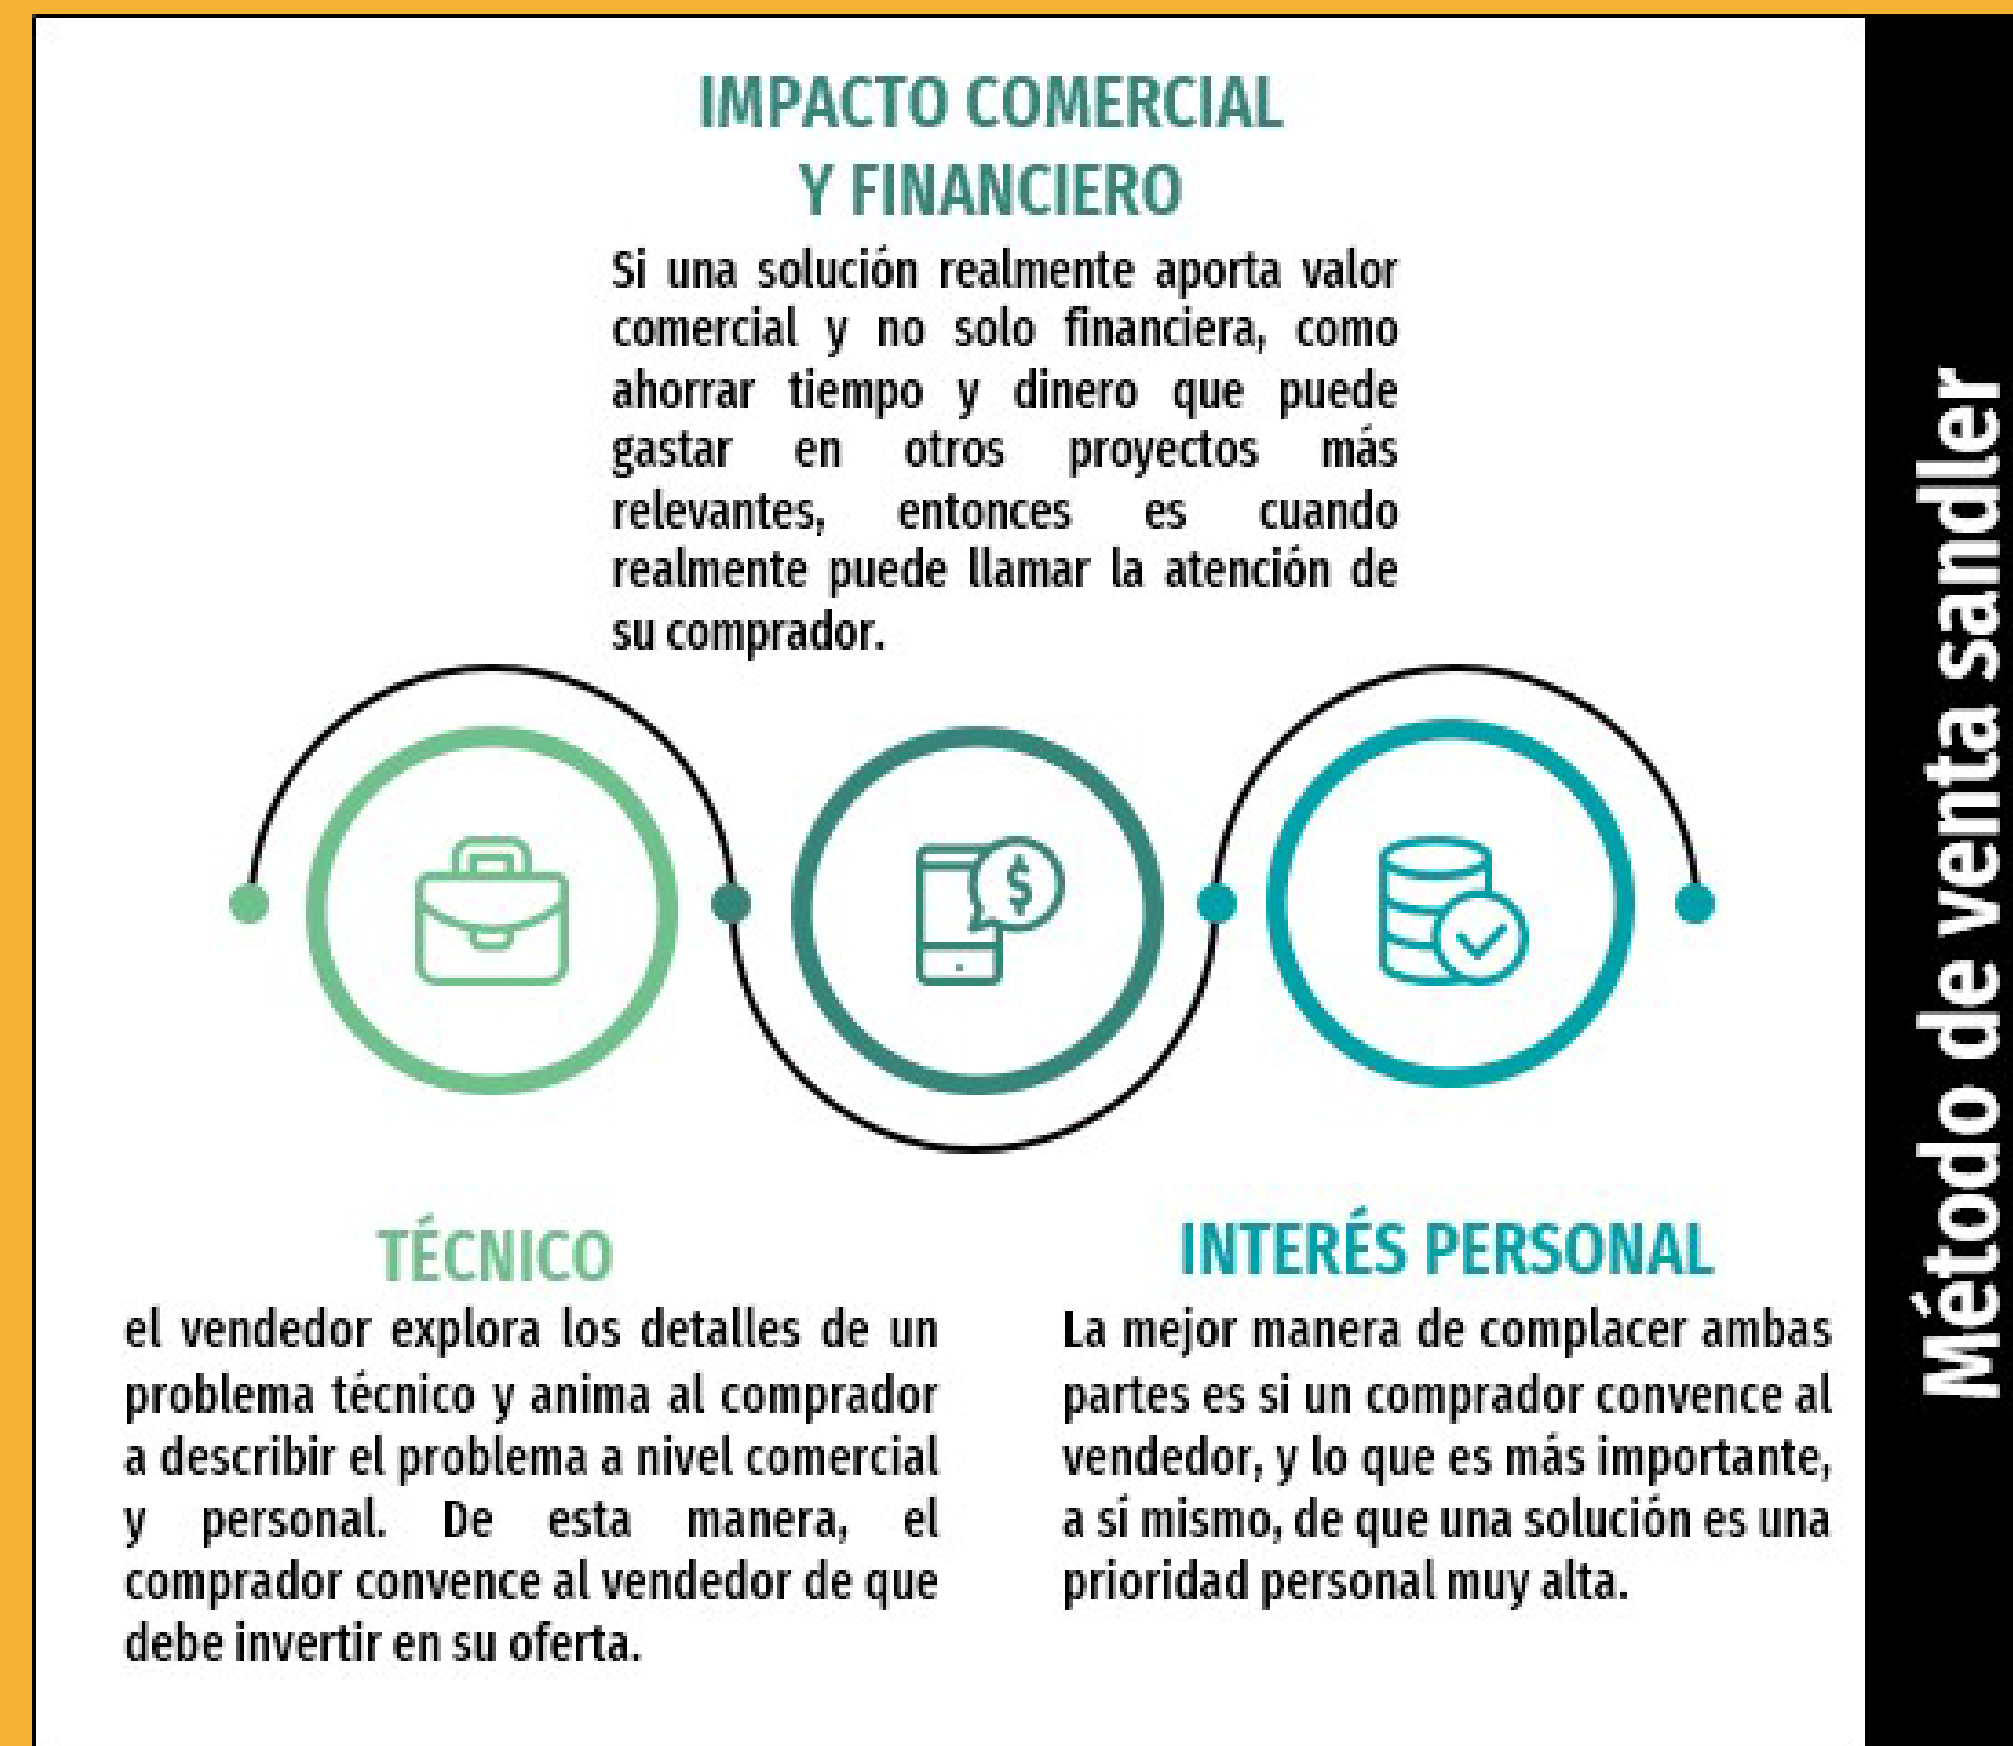 IMPACTO COMERCIAL
Y FINANCIERO
Si una solución realmente aporta valor
comercial y no solo financiera, como
ahorrar tiempo y dinero que puede
gastar en otros proyectos más
relevantes, entonces es cuando
realmente puede llamar la atención de
su comprador.
$
TÉCNICO
el vendedor explora los detalles de un
problema técnico y anima al comprador
a describir el problema a nivel comercial
y personal. De esta manera, el
comprador convence al vendedor de que
debe invertir en su oferta.
INTERÉS PERSONAL
La mejor manera de complacer ambas
partes es si un comprador convence al
vendedor, y lo que es más importante,
a sí mismo, de que una solución es una
prioridad personal muy alta.
Método de venta sandler